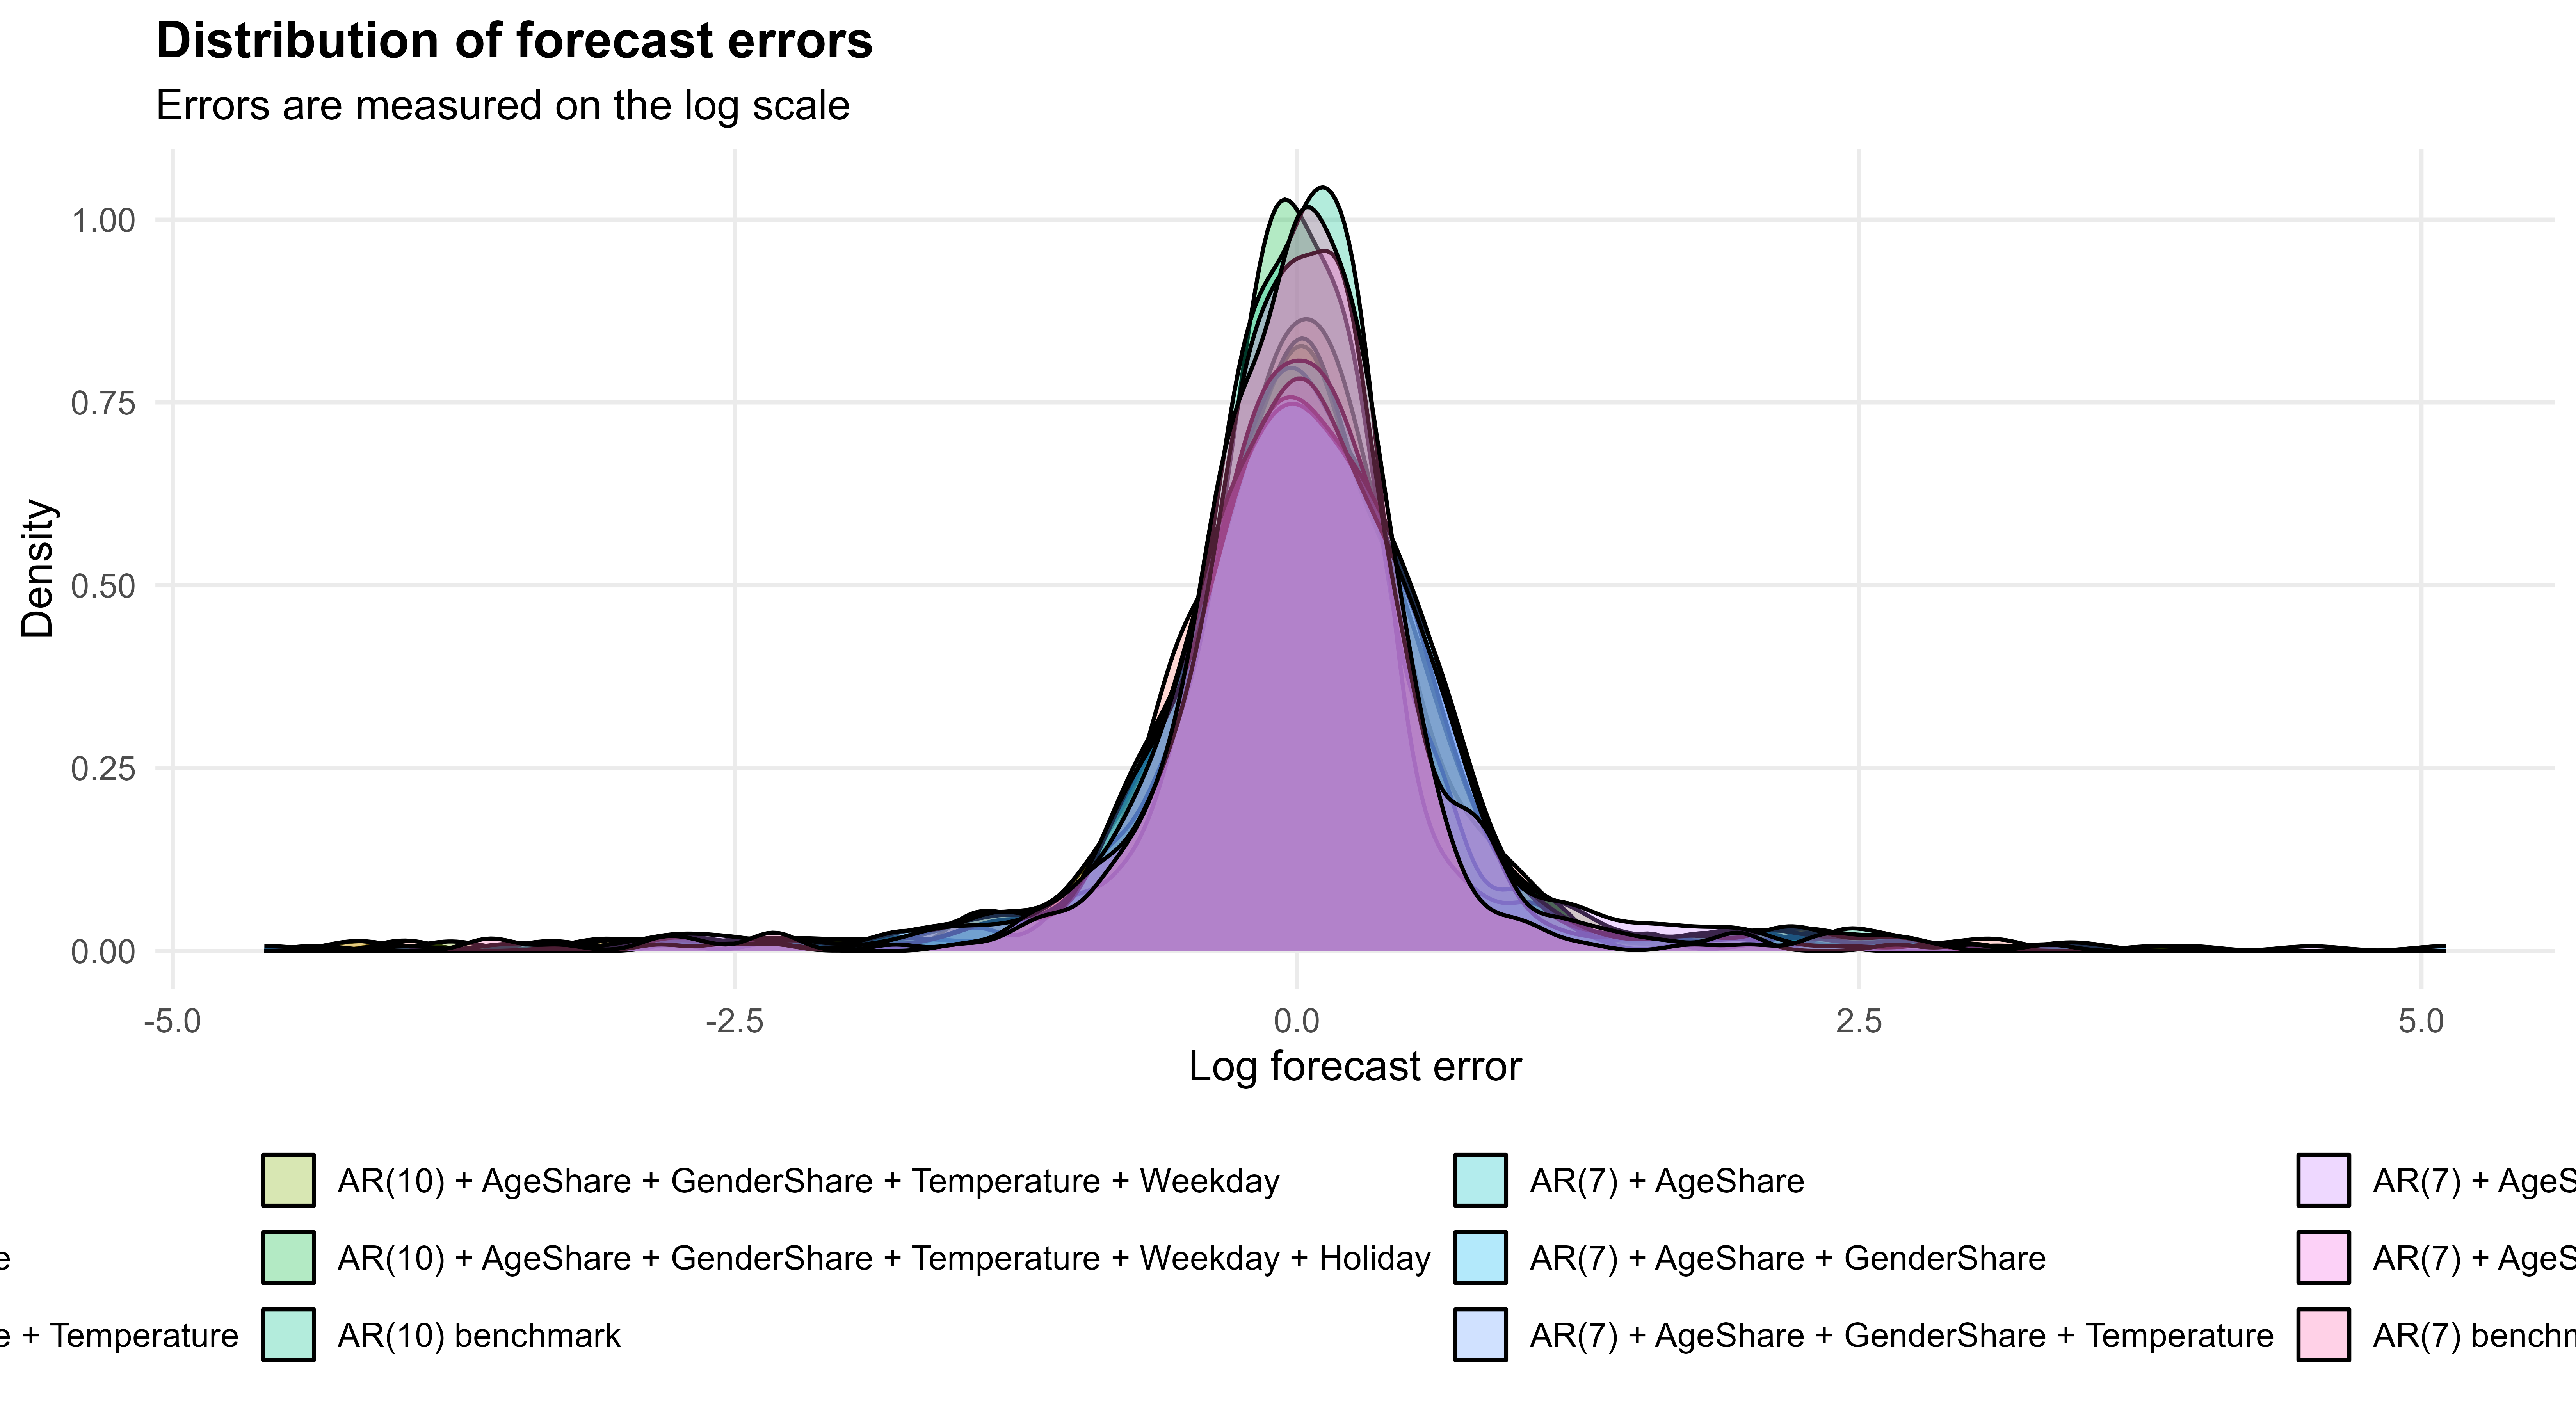 Distribution of forecast errors
Errors are measured on the log scale
1.00
0.75
0.50
0.25
0.00
Density
-5.0 -2.5 0.0 2.5 5.0
Log forecast error
AR(10) + AgeShare + GenderShare + Temperature + Weekday AR(7) + AgeShare AR(7) + AgeS
e AR(10) + AgeShare + GenderShare + Temperature + Weekday + Holiday AR(7) + AgeShare + GenderShare AR(7) + AgeS
e + Temperature AR(10) benchmark AR(7) + AgeShare + GenderShare + Temperature AR(7) benchm